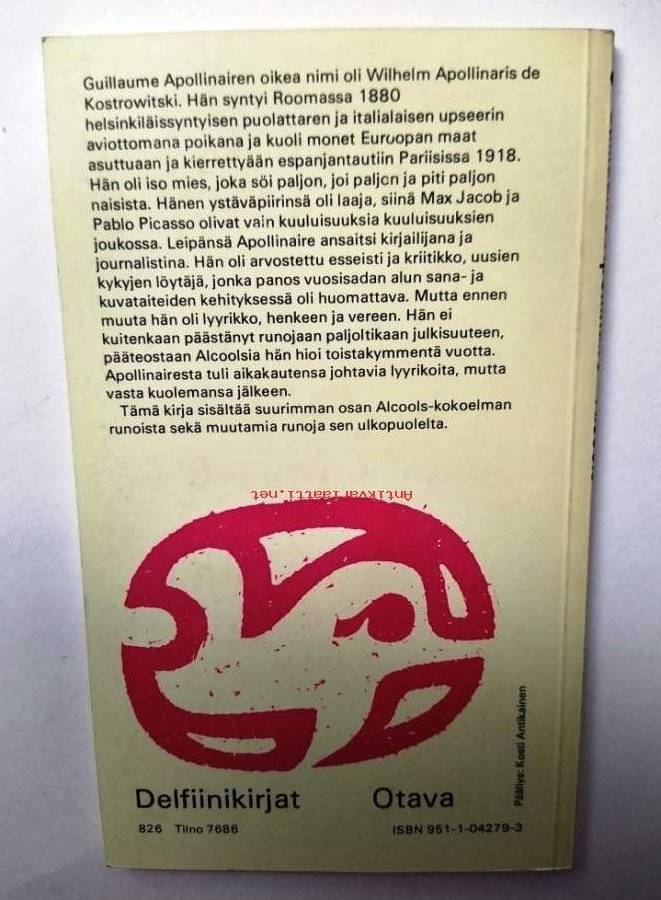 Guillaume Apollinairen oikea nimi oli Wilhelm Apollinaris de
Kostrowitski. Hän syntyi Roomassa 1880
helsinkiläissyntyisen puolattaren ja italialaisen upseerin
aviottomana poikana ja kuoli monet Euroopan maat
asuttuaan ja kierrettyään espanjantautiin Pariisissa 1918.
Hän oli iso mies, joka söi paljon, joi paljon ja piti paljon
naisista. Hänen ystäväpiirinsä oli laaja, siinä Max Jacob ja
Pablo Picasso olivat vain kuuluisuuksia kuuluisuuksien
joukossa. Leipänsä Apollinaire ansaitsi kirjailijana ja
journalistina. Hän oli arvostettu esseisti ja kriitikko, uusien
kykyjen löytäjä, jonka panos vuosisadan alun sana- ja
kuvataiteiden kehityksessä oli huomattava. Mutta ennen
muuta hän oli lyyrikko, henkeen ja vereen. Hän ei
kuitenkaan päästänyt runojaan paljoltikaan julkisuuteen,
pääteostaan Alcoolsia hän hioi toistakymmentä vuotta.
Apollinairesta tuli aikakautensa johtavia lyyrikoita, mutta
vasta kuolemansa jälkeen.
Tämä kirja sisältää suurimman osan Alcools-kokoelman
runoista sekä muutamia runoja sen ulkopuolelta.
Antikvariaatti.net
Päällys: Kosti Antikainen
Delfiinikirjat Otava
826 Tilno 7686 ISBN 951-1-04279-3